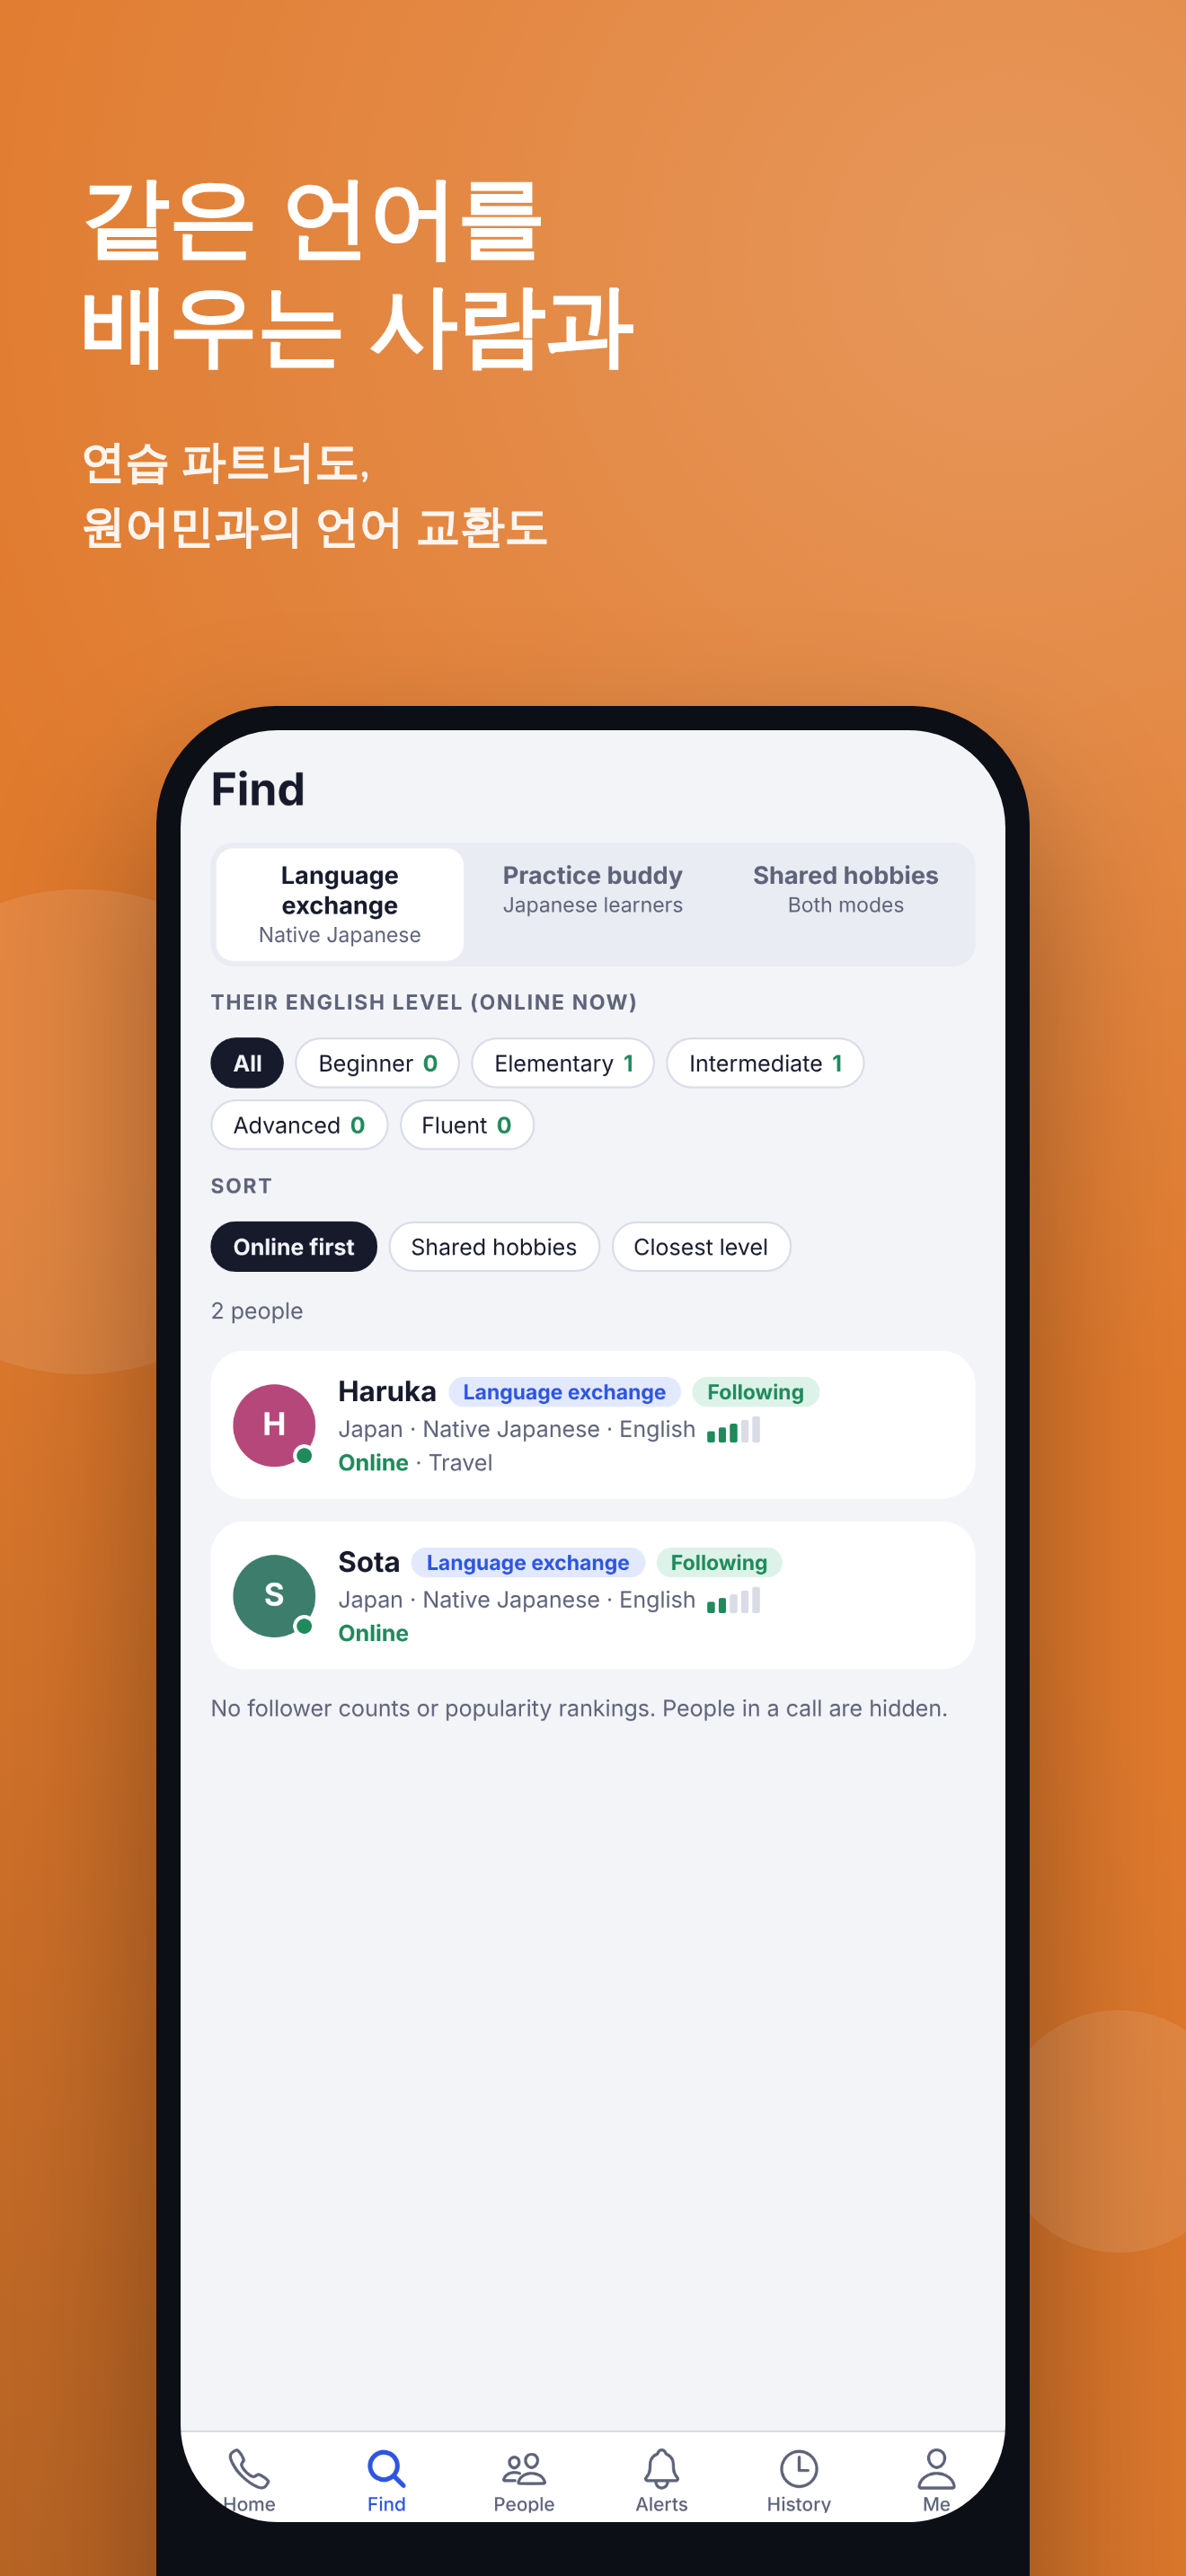 같은 언어를
배우는 사람과
연습 파트너도,
원어민과의 언어 교환도
Find
Language
exchange
Native Japanese
Practice buddy
Japanese learners
Shared hobbies
Both modes
THEIR ENGLISH LEVEL (ONLINE NOW)
All Beginner 0 Elementary 1 Intermediate 1
Advanced 0 Fluent 0
SORT
Online first Shared hobbies Closest level
2 people
H
Haruka Language exchange Following
Japan · Native Japanese · English
Online · Travel
S
Sota Language exchange Following
Japan · Native Japanese · English
Online
No follower counts or popularity rankings. People in a call are hidden.
Home Find People Alerts History Me